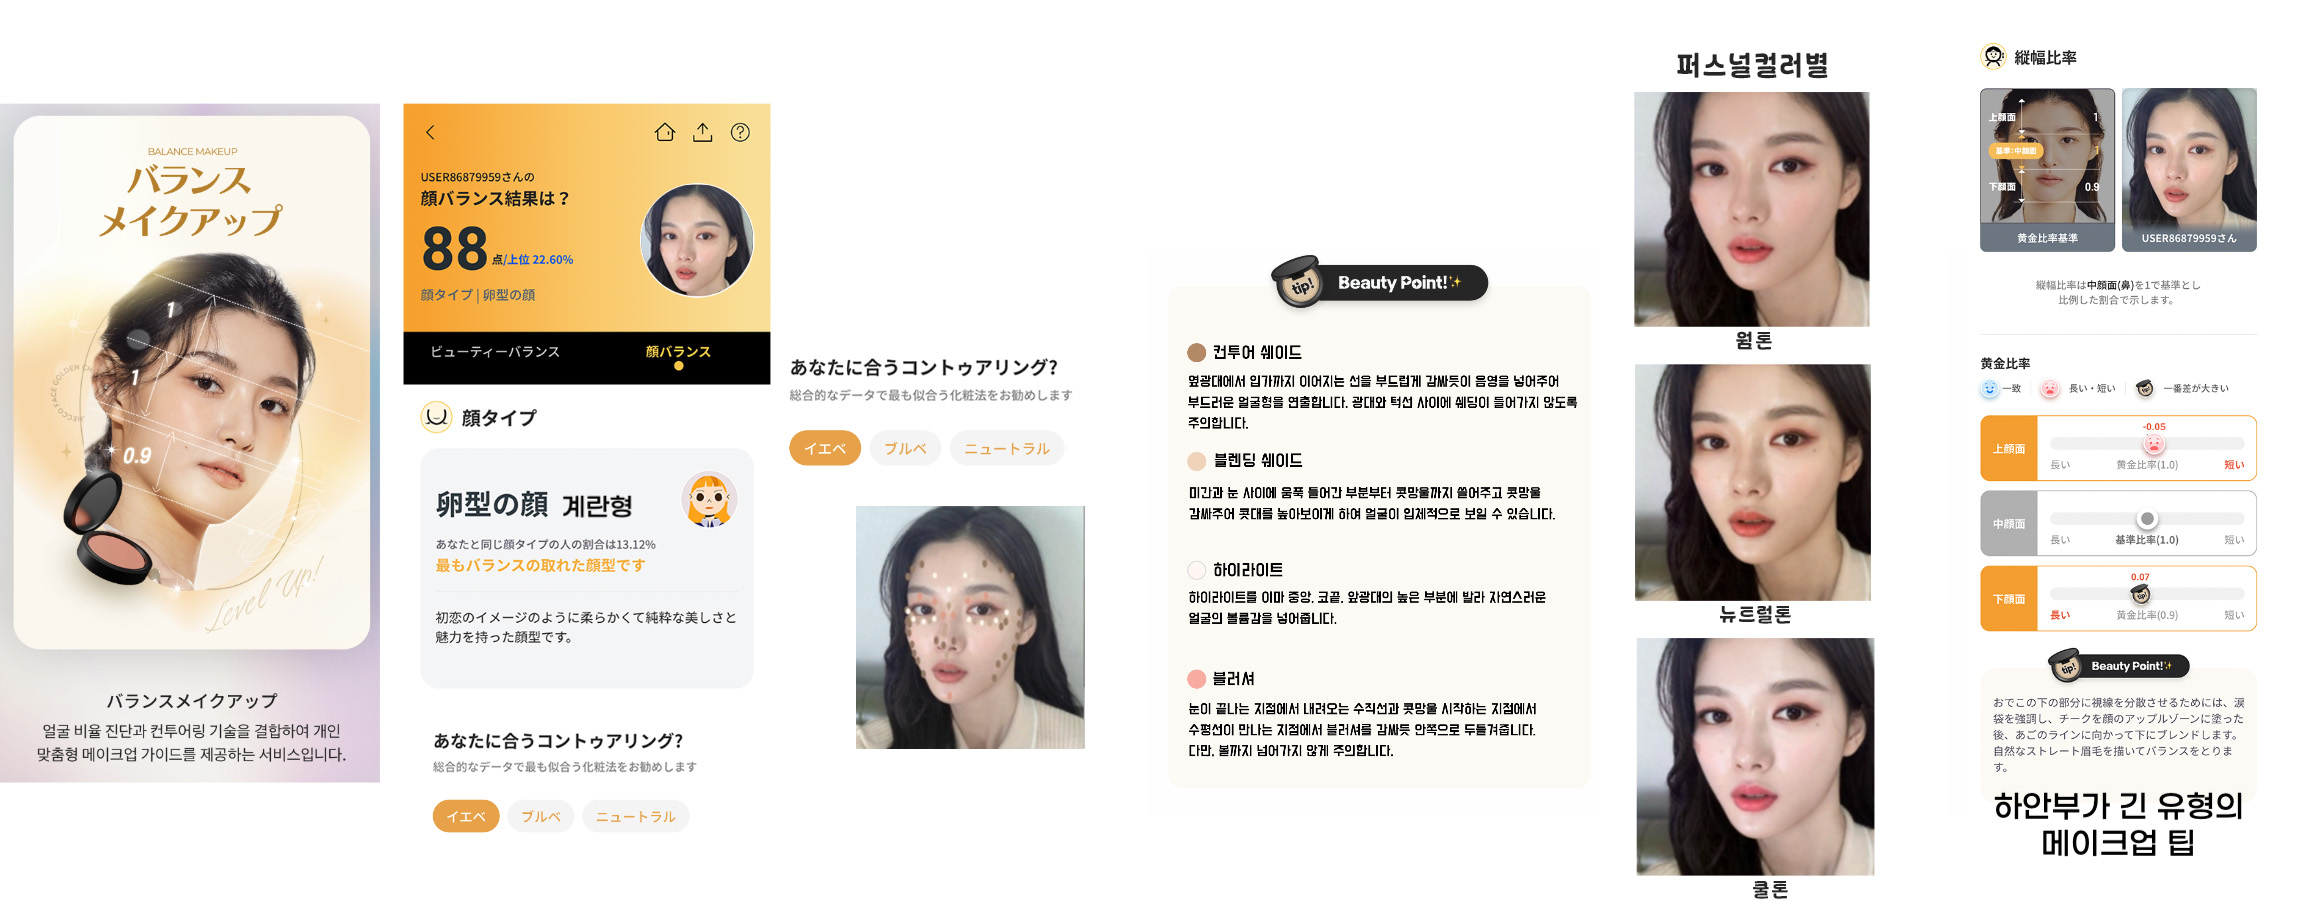 BALANCE MAKEUP
バランス
メイクアップ
1
1
0.9
Level Up!
バランスメイクアップ
얼굴 비율 진단과 컨투어링 기술을 결합하여 개인
맞춤형 메이크업 가이드를 제공하는 서비스입니다.
USER86879959さんの
顔バランス結果は？
88点/上位 22.60%
顔タイプ | 卵型の顔
ビューティーバランス
顔バランス
顔タイプ
卵型の顔 계란형
あなたと同じ顔タイプの人の割合は13.12%
最もバランスの取れた顔型です
初恋のイメージのように柔らかくて純粋な美しさと
魅力を持った顔型です。
あなたに合うコントゥアリング?
総合的なデータで最も似合う化粧法をお勧めします
イエベ
ブルベ
ニュートラル
あなたに合うコントゥアリング?
総合的なデータで最も似合う化粧法をお勧めします
イエベ
ブルベ
ニュートラル
tip!
Beauty Point!
컨투어 쉐이드
옆광대에서 입가까지 이어지는 선을 부드럽게 감싸듯이 음영을 넣어주어
부드러운 얼굴형을 연출합니다. 광대와 턱선 사이에 쉐딩이 들어가지 않도록
주의합니다.
블렌딩 쉐이드
미간과 눈 사이에 움푹 들어간 부분부터 콧망울까지 쓸어주고 콧망울
감싸주어 콧대를 높아보이게 하여 얼굴이 입체적으로 보일 수 있습니다.
하이라이트
하이라이트를 이마 중앙, 코끝, 앞광대의 높은 부분에 발라 자연스러운
얼굴의 볼륨감을 넣어줍니다.
블러셔
눈이 끝나는 지점에서 내려오는 수직선과 콧망울 시작하는 지점에서
수평선이 만나는 지점에서 블러셔를 감싸듯 안쪽으로 두들겨줍니다.
다만, 볼까지 넘어가지 않게 주의합니다.
퍼스널컬러별
웜톤
뉴트럴톤
쿨톤
縦幅比率
上顔面
1
基準:中顔面
1
下顔面
0.9
黄金比率基準
USER86879959さん
縦幅比率は中顔面(鼻)を1で基準とし
比例した割合で示します。
黄金比率
一致
長い・短い
一番差が大きい
上顔面
-0.05
長い
黄金比率(1.0)
短い
中顔面
長い
基準比率(1.0)
短い
下顔面
0.07
長い
黄金比率(0.9)
短い
tip!
Beauty Point!
おでこの下の部分に視線を分散させるためには、涙
袋を強調し、チークを顔のアップルゾーンに塗った
後、あごのラインに向かって下にブレンドします。
自然なストレート眉毛を描いてバランスをとりま
す。
하안부가 긴 유형의
메이크업 팁